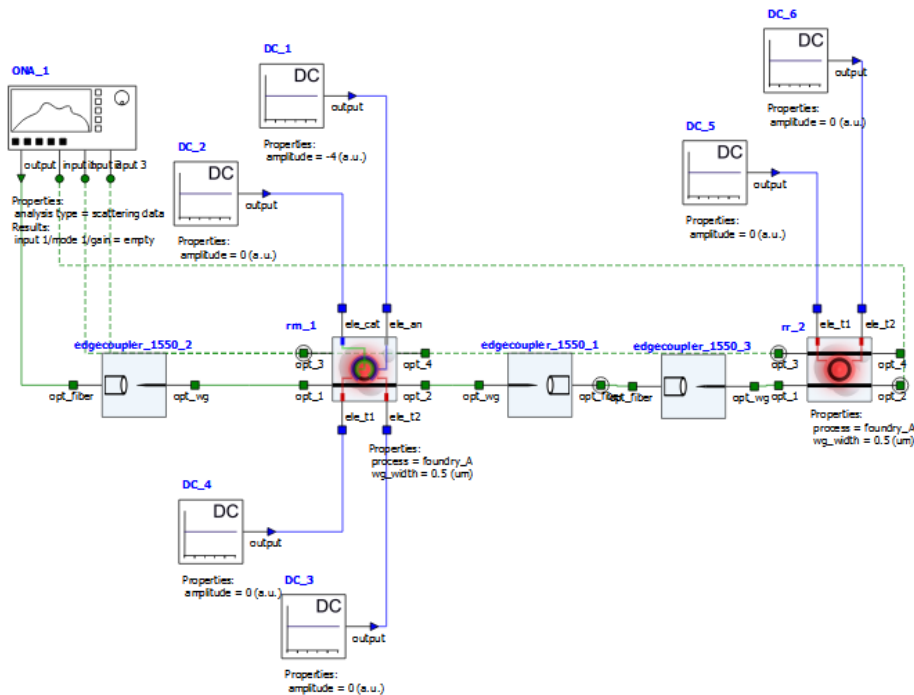 DC_6
DC
output
Properties:
amplitude = 0 (a.u.)
DC_1
DC
output
Properties:
amplitude = -4 (a.u.)
ONA_1
output
input 3
Properties:
analysis type = scattering data
Results:
input 1/mode 1/gain = empty
DC_2
DC
output
Properties:
amplitude = 0 (a.u.)
DC_5
DC
output
Properties:
amplitude = 0 (a.u.)
edgecoupler_1550_2
opt_fiber
opt_wg
rm_1
ele_cat
ele_an
opt_3
opt_4
opt_1
opt_2
ele_t1
ele_t2
Properties:
process = foundry_A
wg_width = 0.5 (um)
edgecoupler_1550_1
opt_wg
edgecoupler_1550_3
opt_fiber
opt_wg
rr_2
ele_t1
ele_t2
opt_3
opt_4
opt_1
opt_2
Properties:
process = foundry_A
wg_width = 0.5 (um)
DC_4
DC
output
Properties:
amplitude = 0 (a.u.)
DC_3
DC
output
Properties:
amplitude = 0 (a.u.)